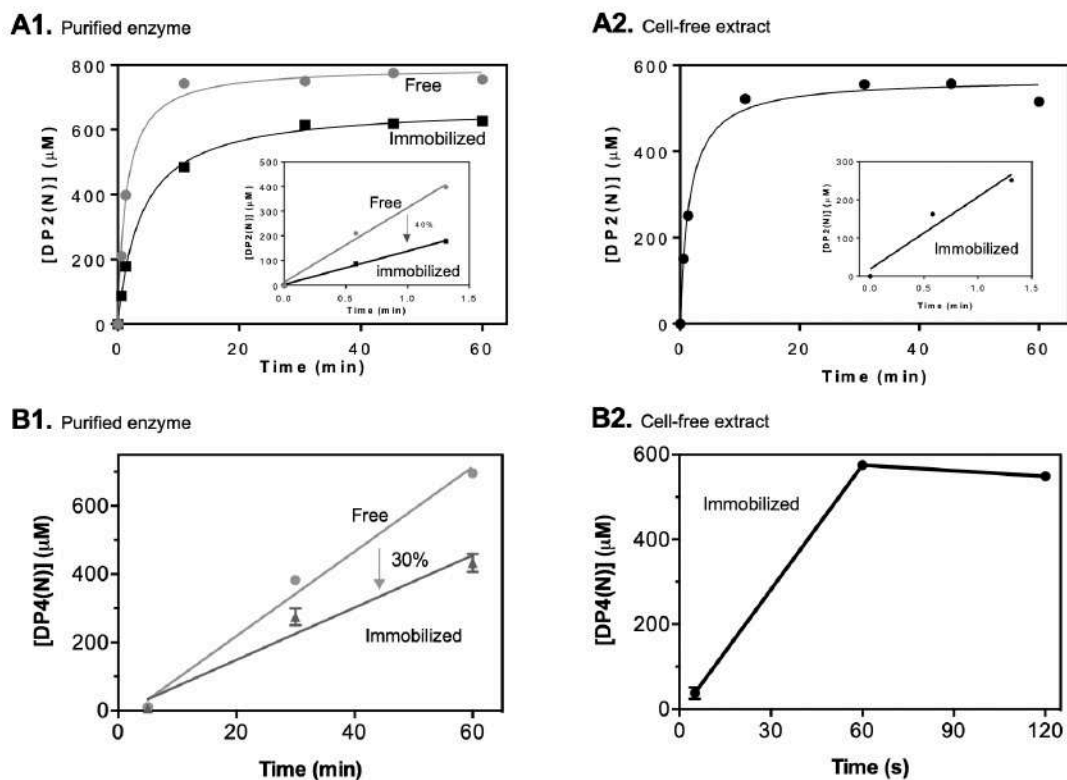 A1. Purified enzyme
800
600
400
200
0
[DP2(N)] (µM)
Free
Immobilized
500
400
300
200
100
0
[DP2(N)] (µM)
Free
40%
immobilized
0.0 0.5 1.0 1.5
Time (min)
0 20 40 60
Time (min)
A2. Cell-free extract
600
400
200
0
[DP2(N)] (µM)
300
200
100
0
[DP2(N)] (µM)
Immobilized
0.0 0.5 1.0 1.5
Time (min)
0 20 40 60
Time (min)
B1. Purified enzyme
600
400
200
0
[DP4(N)] (µM)
Free
30%
Immobilized
0 20 40 60
Time (min)
B2. Cell-free extract
600
400
200
0
[DP4(N)] (µM)
Immobilized
0 30 60 90 120
Time (s)